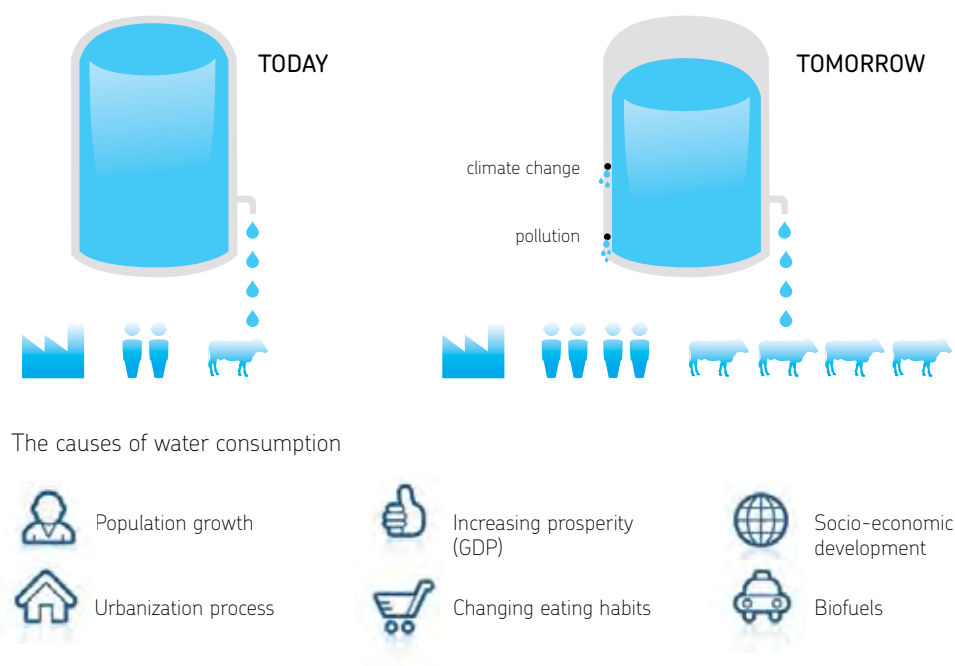 TODAY
TOMORROW
climate change
pollution
The causes of water consumption
Population growth
Increasing prosperity
(GDP)
Socio-economic
development
Urbanization process
Changing eating habits
Biofuels